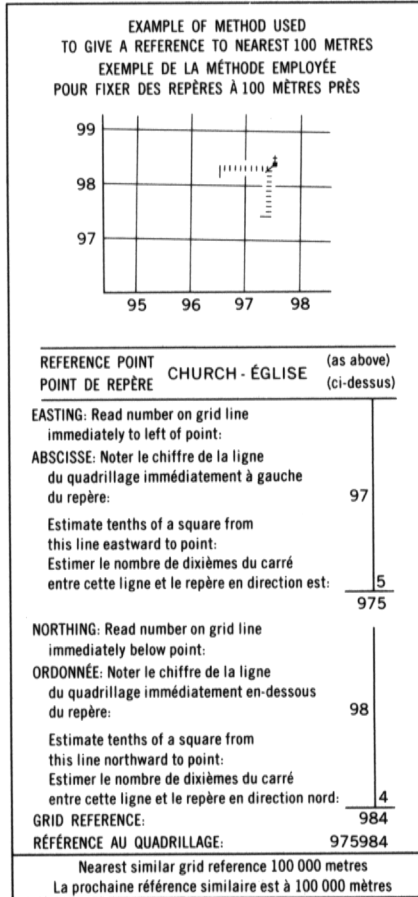 EXAMPLE OF METHOD USED
TO GIVE A REFERENCE TO NEAREST 100 METRES
EXEMPLE DE LA MÉTHODE EMPLOYÉE
POUR FIXER DES REPÈRES À 100 MÈTRES PRÈS
99
98
97
95 96 97 98
REFERENCE POINT
POINT DE REPÈRE
CHURCH - ÉGLISE
(as above)
(ci-dessus)
EASTING: Read number on grid line
immediately to left of point:
ABSCISSE: Noter le chiffre de la ligne
du quadrillage immédiatement à gauche
du repère: 97
Estimate tenths of a square from
this line eastward to point:
Estimer le nombre de dixièmes du carré
entre cette ligne et le repère en direction est: 5
975
NORTHING: Read number on grid line
immediately below point:
ORDONNÉE: Noter le chiffre de la ligne
du quadrillage immédiatement en-dessous
du repère: 98
Estimate tenths of a square from
this line northward to point:
Estimer le nombre de dixièmes du carré
entre cette ligne et le repère en direction nord: 4
GRID REFERENCE: 984
RÉFÉRENCE AU QUADRILLAGE: 975984
Nearest similar grid reference 100 000 metres
La prochaine référence similaire est à 100 000 mètres